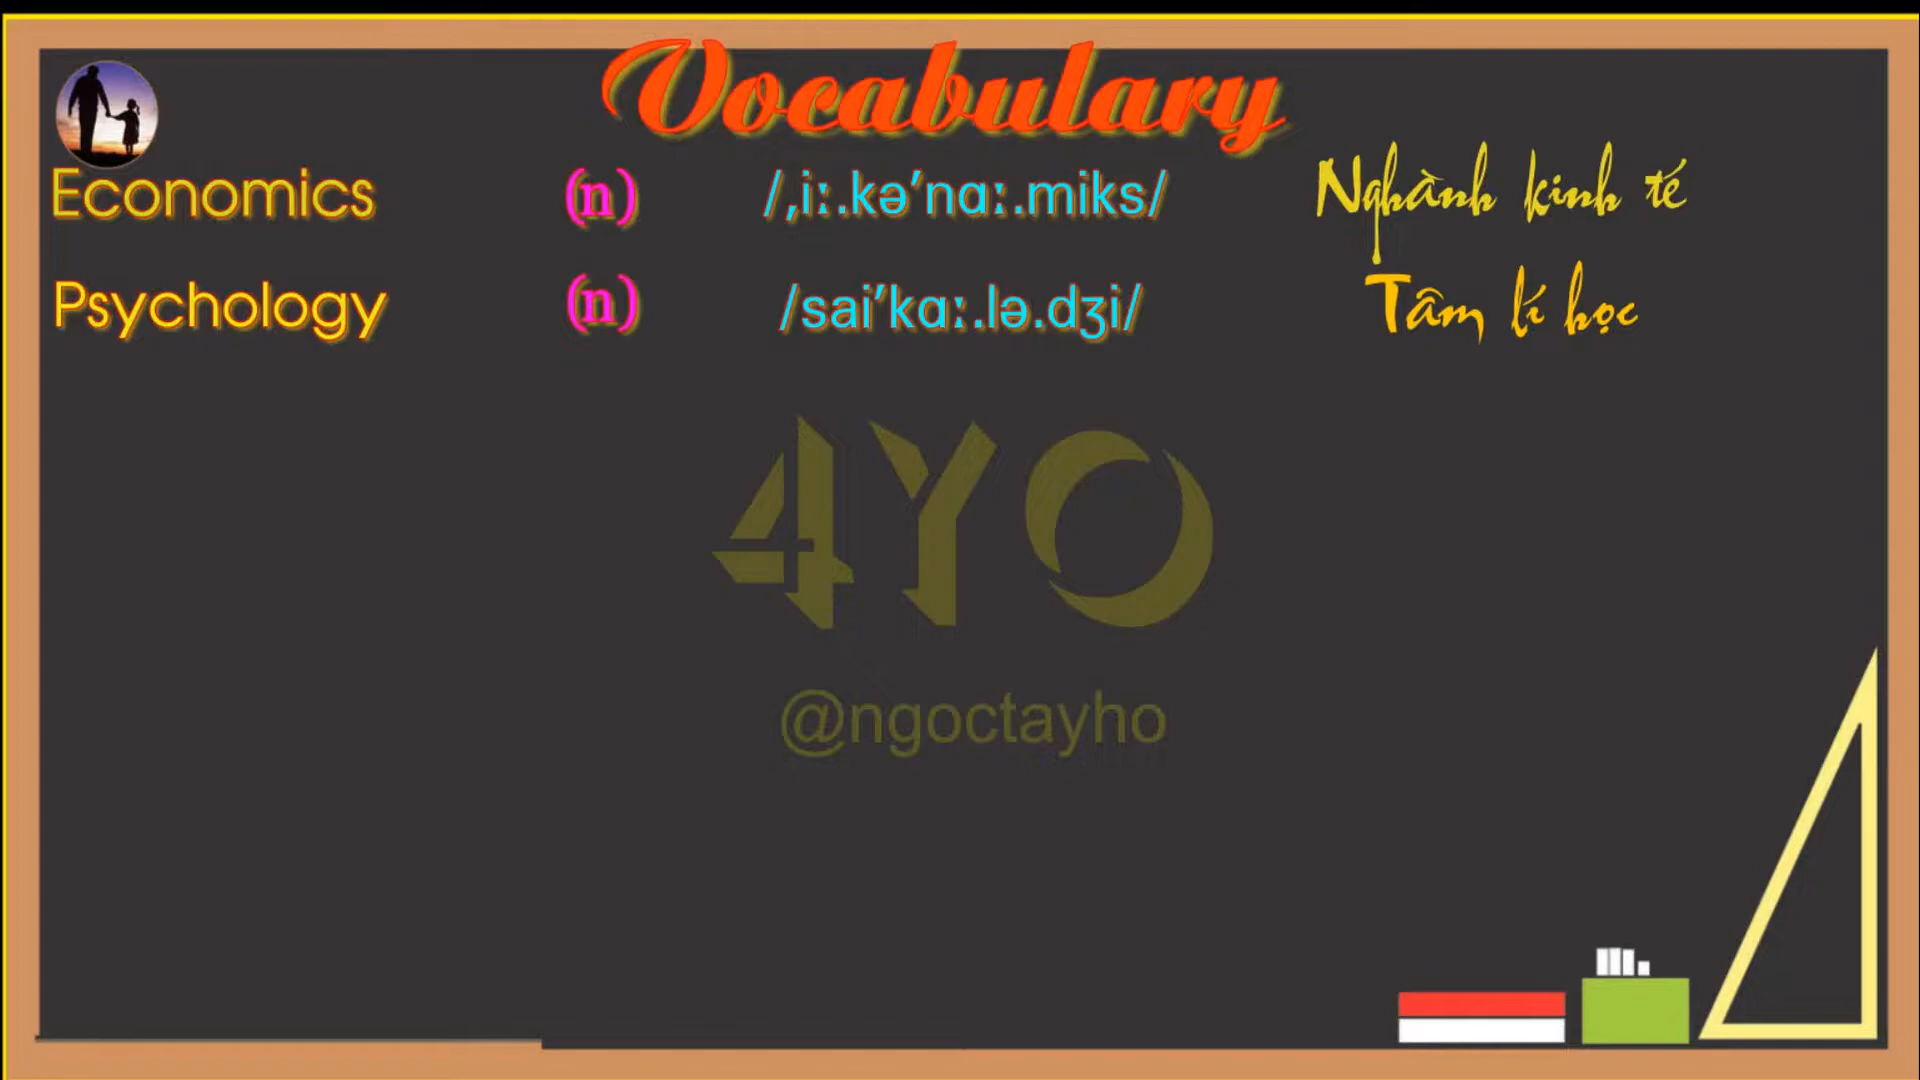 Vocabulary
Economics (n) /ˌiː.kəˈnɑː.miks/ Nghành kinh tế
Psychology (n) /saiˈkɑː.lə.dʒi/ Tâm lí học
4YO
@ngoctayho